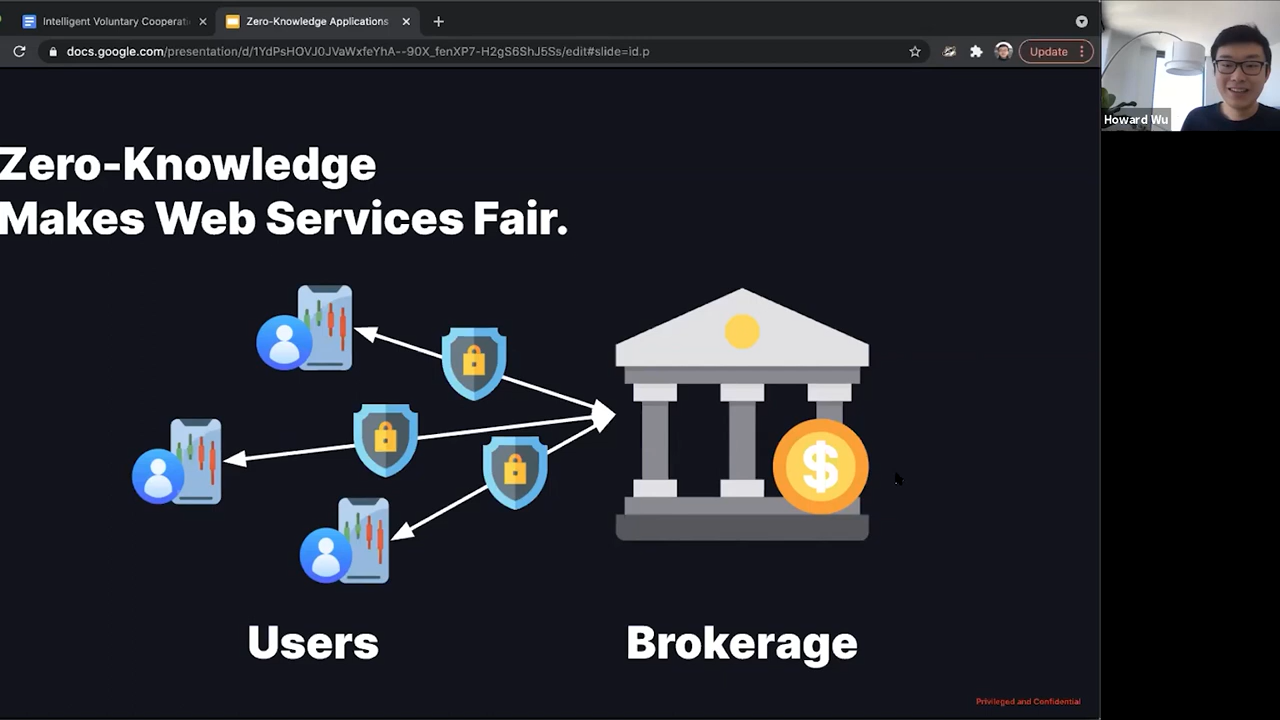 Intelligent Voluntary Cooperati
Zero-Knowledge Applications
docs.google.com/presentation/d/1YdPsHOVJ0JVaWxfeYhA--90X_fenXP7-H2gS6ShJ5Ss/edit#slide=id.p
Update
Howard Wu
Zero-Knowledge
Makes Web Services Fair.
$
Users
Brokerage
Privileged and Confidential